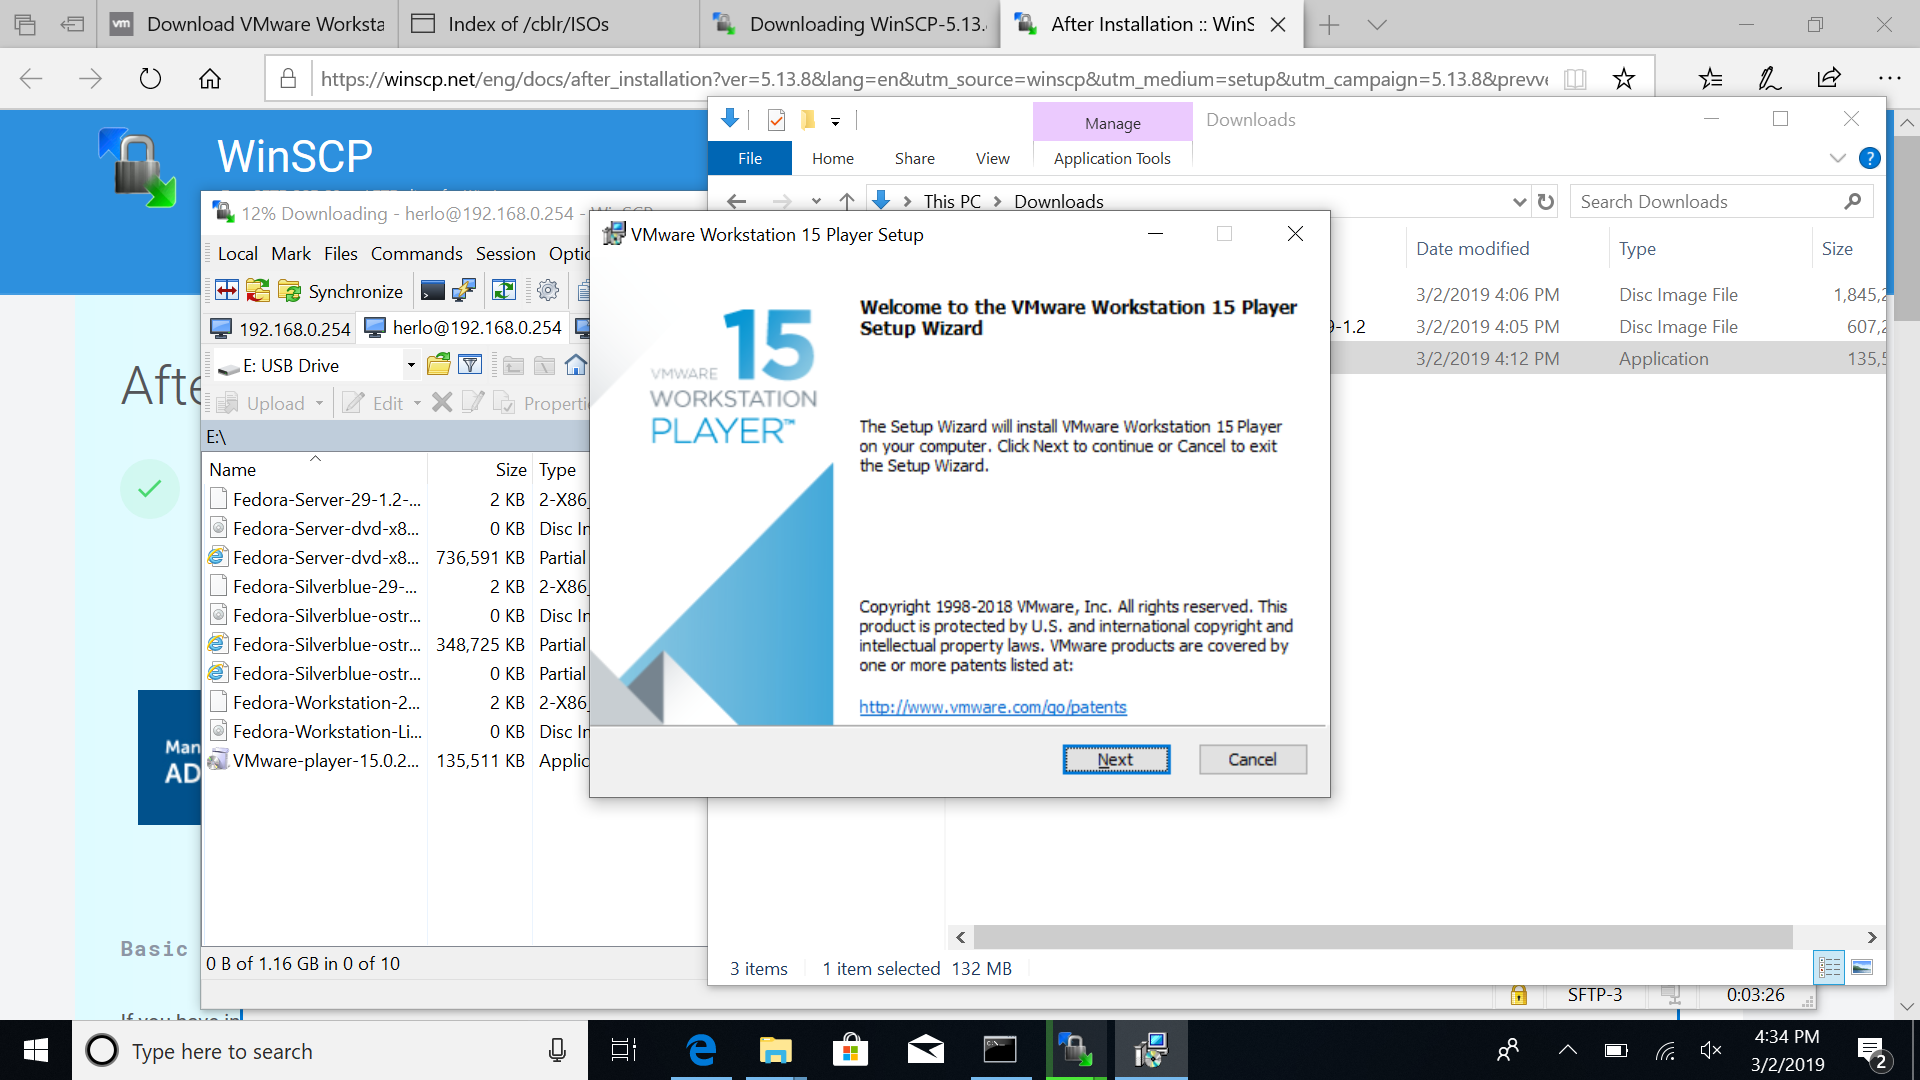 Download VMware Worksta
Index of /cblr/ISOs
Downloading WinSCP-5.13.
After Installation :: WinS
https://winscp.net/eng/docs/after_installation?ver=5.13.8&lang=en&utm_source=winscp&utm_medium=setup&utm_campaign=5.13.8&prevve
WinSCP
Manage
Downloads
File
Home
Share
View
Application Tools
This PC > Downloads
Search Downloads
12% Downloading - herlo@192.168.0.254 - WinSCP
Local Mark Files Commands Session Optio
Synchronize
192.168.0.254
herlo@192.168.0.254
E: USB Drive
Upload
Edit
Properti
E:\
Name Size Type
Fedora-Server-29-1.2-... 2 KB 2-X86_
Fedora-Server-dvd-x8... 0 KB Disc In
Fedora-Server-dvd-x8... 736,591 KB Partial
Fedora-Silverblue-29-... 2 KB 2-X86_
Fedora-Silverblue-ostr... 0 KB Disc In
Fedora-Silverblue-ostr... 348,725 KB Partial
Fedora-Silverblue-ostr... 0 KB Partial
Fedora-Workstation-2... 2 KB 2-X86_
Fedora-Workstation-Li... 0 KB Disc In
VMware-player-15.0.2... 135,511 KB Applic
0 B of 1.16 GB in 0 of 10
Date modified Type Size
3/2/2019 4:06 PM Disc Image File 1,845,2
9-1.2 3/2/2019 4:05 PM Disc Image File 607,2
3/2/2019 4:12 PM Application 135,5
VMware Workstation 15 Player Setup
vmware 15
WORKSTATION
PLAYER™
Welcome to the VMware Workstation 15 Player
Setup Wizard
The Setup Wizard will install VMware Workstation 15 Player
on your computer. Click Next to continue or Cancel to exit
the Setup Wizard.
Copyright 1998-2018 VMware, Inc. All rights reserved. This
product is protected by U.S. and international copyright and
intellectual property laws. VMware products are covered by
one or more patents listed at:
http://www.vmware.com/go/patents
Next
Cancel
Afte
Man
AD
Basic
If you have in
3 items
1 item selected 132 MB
SFTP-3
0:03:26
Type here to search
4:34 PM
3/2/2019
2